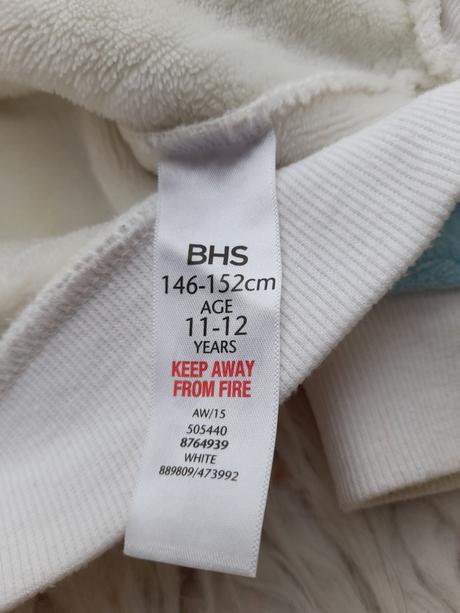 BHS
146-152cm
AGE
11-12
YEARS
KEEP AWAY
FROM FIRE
AW/15
505440
8764939
WHITE
889809/473992